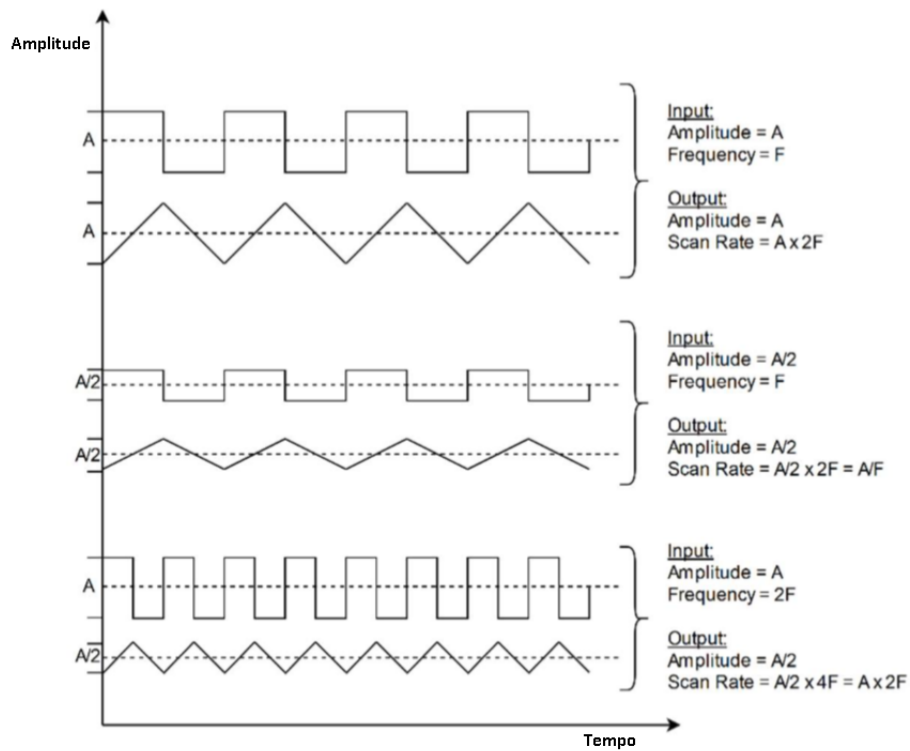 Amplitude
A
Input:
Amplitude = A
Frequency = F
A
Output:
Amplitude = A
Scan Rate = A x 2F
A/2
Input:
Amplitude = A/2
Frequency = F
A/2
Output:
Amplitude = A/2
Scan Rate = A/2 x 2F = A/F
A
Input:
Amplitude = A
Frequency = 2F
A/2
Output:
Amplitude = A/2
Scan Rate = A/2 x 4F = A x 2F
Tempo